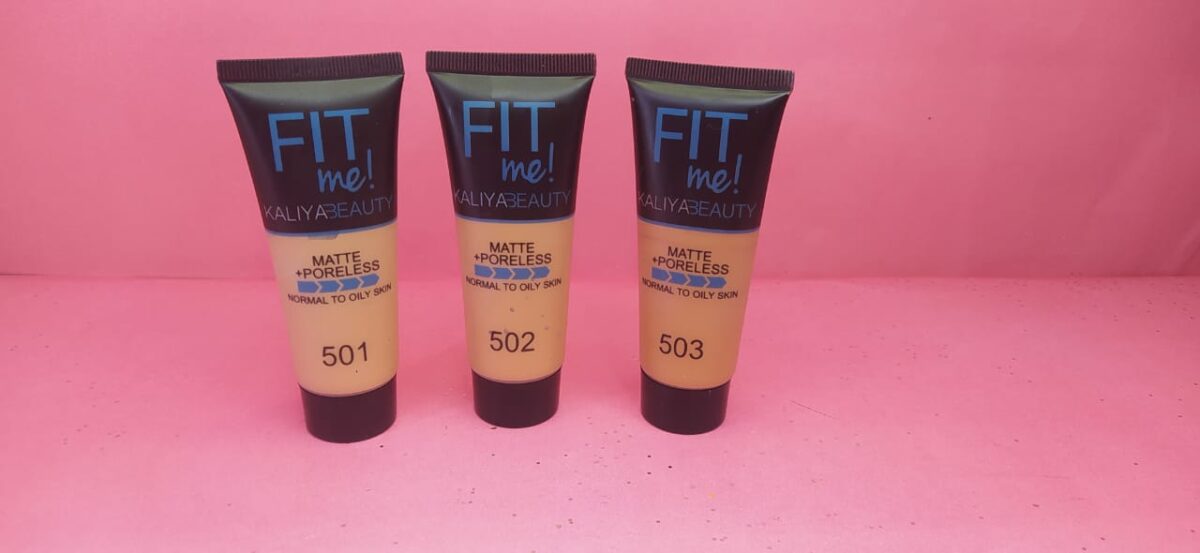 FIT
me!
KALIYABEAUTY
MATTE
+PORELESS
NORMAL TO OILY SKIN
501
FIT
me!
KALIYABEAUTY
MATTE
+PORELESS
NORMAL TO OILY SKIN
502
FIT
me!
KALIYABEAUTY
MATTE
+PORELESS
NORMAL TO OILY SKIN
503